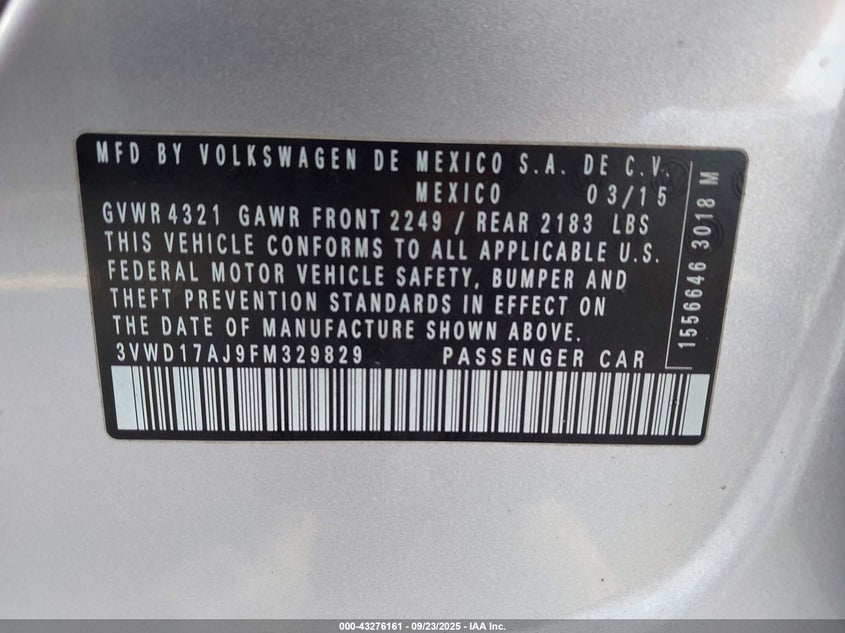 MFD BY VOLKSWAGEN DE MEXICO S.A. DE C.V.
MEXICO 03/15
GVWR 4321 GAWR FRONT 2249 / REAR 2183 LBS
THIS VEHICLE CONFORMS TO ALL APPLICABLE U.S.
FEDERAL MOTOR VEHICLE SAFETY, BUMPER AND
THEFT PREVENTION STANDARDS IN EFFECT ON
THE DATE OF MANUFACTURE SHOWN ABOVE.
3VWD17AJ9FM329829 PASSENGER CAR
1556646 3018 M
000-43276161 - 09/23/2025 - IAA Inc.